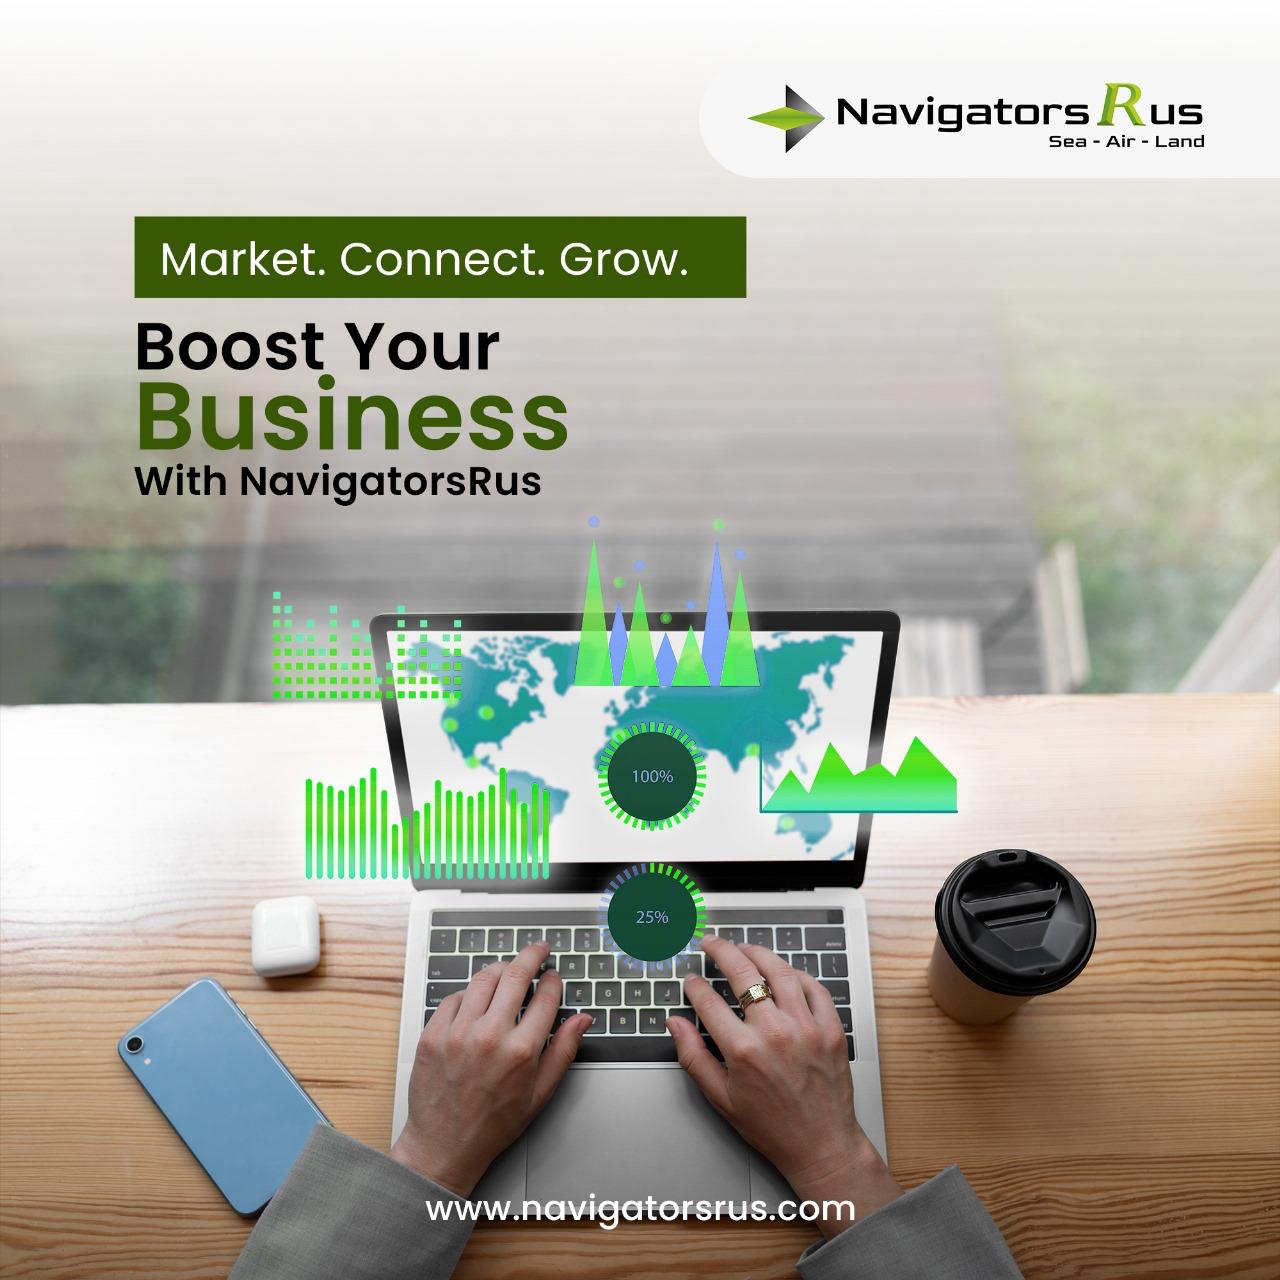 Navigators Rus
Sea - Air - Land
Market. Connect. Grow.
Boost Your
Business
With NavigatorsRus
100%
25%
www.navigatorsrus.com